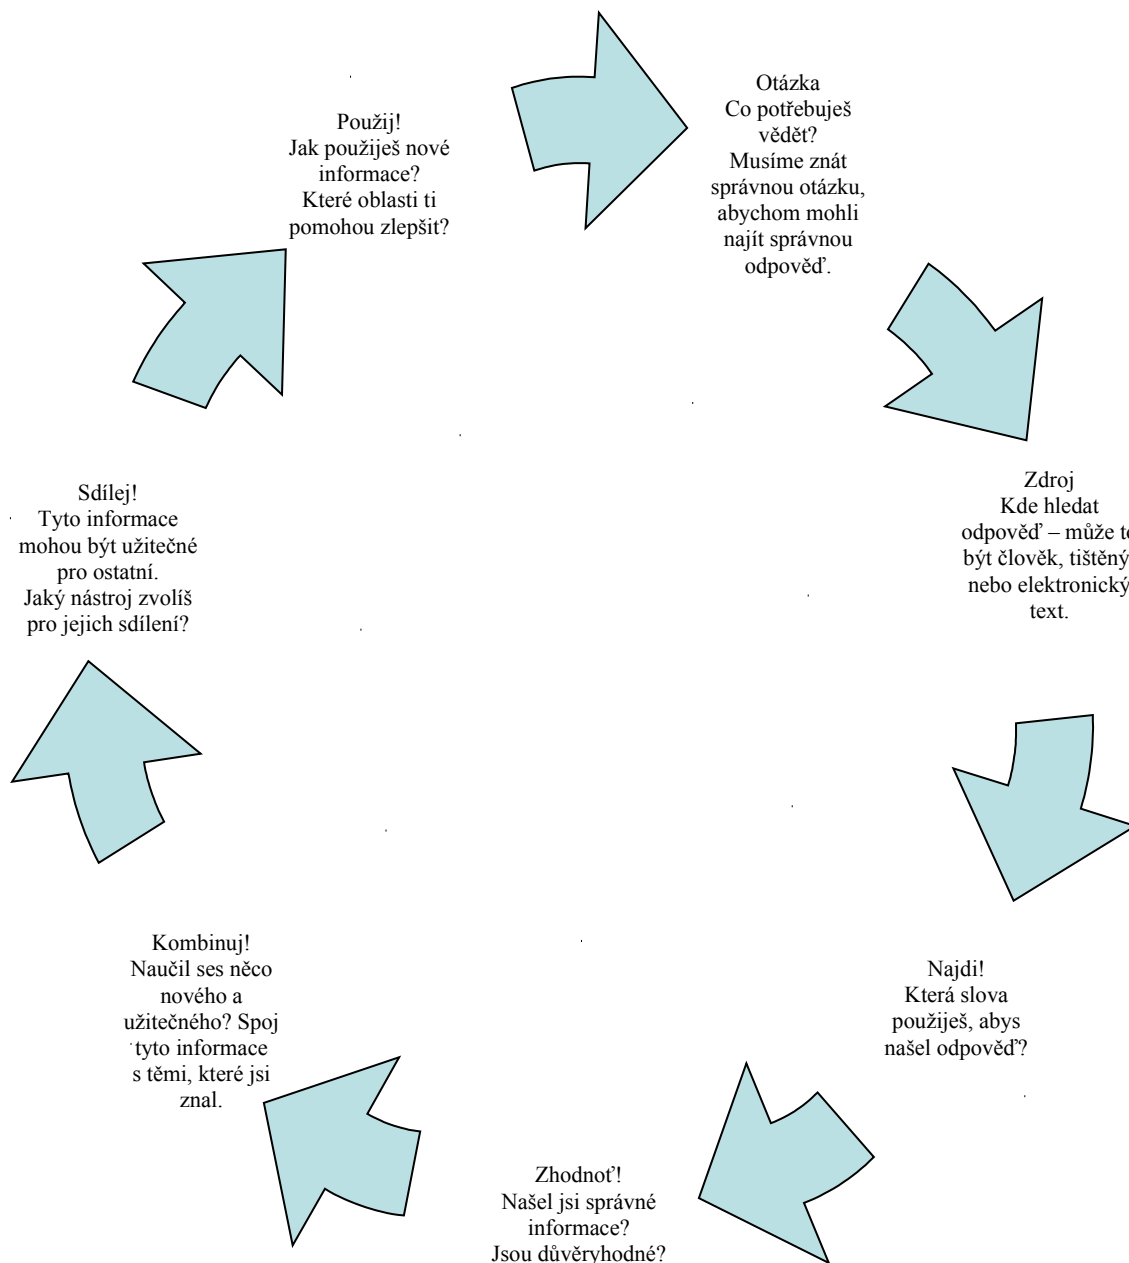 Otázka
Co potřebuješ
vědět?
Musíme znát
správnou otázku,
abychom mohli
najít správnou
odpověď.
Zdroj
Kde hledat
odpověď – může to
být člověk, tištěný
nebo elektronický
text.
Najdi!
Která slova
použiješ, abys
našel odpověď?
Zhodnoť!
Našel jsi správné
informace?
Jsou důvěryhodné?
Kombinuj!
Naučil ses něco
nového a
užitečného? Spoj
tyto informace
s těmi, které jsi
znal.
Sdílej!
Tyto informace
mohou být užitečné
pro ostatní.
Jaký nástroj zvolíš
pro jejich sdílení?
Použij!
Jak použiješ nové
informace?
Které oblasti ti
pomohou zlepšit?